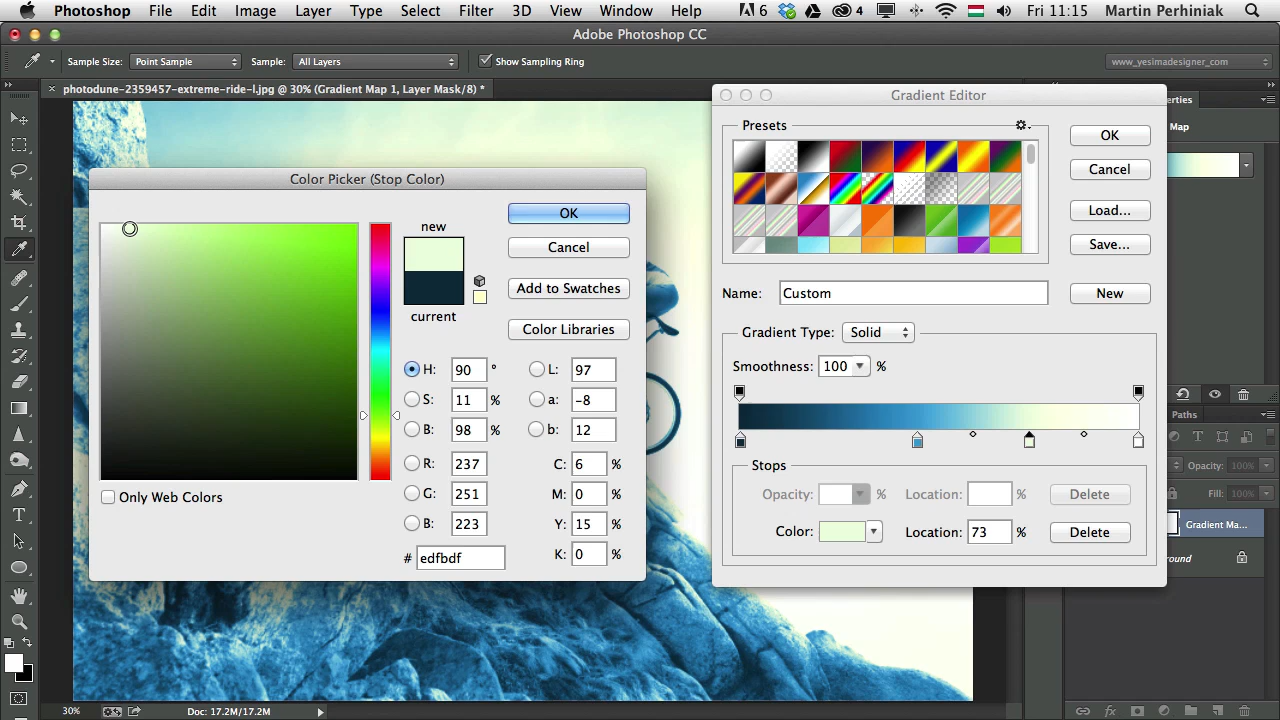 Photoshop File Edit Image Layer Type Select Filter 3D View Window Help 6 4 Fri 11:15 Martin Perhiniak
Adobe Photoshop CC
Sample Size: Point Sample Sample: All Layers Show Sampling Ring www_yesimadesigner_com
× photodune-2359457-extreme-ride-l.jpg @ 30% (Gradient Map 1, Layer Mask/8) *
Gradient Editor
Presets
OK
Cancel
Load...
Save...
Name: Custom New
Gradient Type: Solid
Smoothness: 100 %
Stops
Opacity: % Location: % Delete
Color: Location: 73 % Delete
Color Picker (Stop Color)
new
current
OK
Cancel
Add to Swatches
Color Libraries
H: 90 ° L: 97
S: 11 % a: -8
B: 98 % b: 12
R: 237 C: 6 %
G: 251 M: 0 %
B: 223 Y: 15 %
# edfbdf K: 0 %
Only Web Colors
erties
Map
Paths
Opacity: 100%
Fill: 100%
Gradient Ma...
ound
30% Doc: 17.2M/17.2M